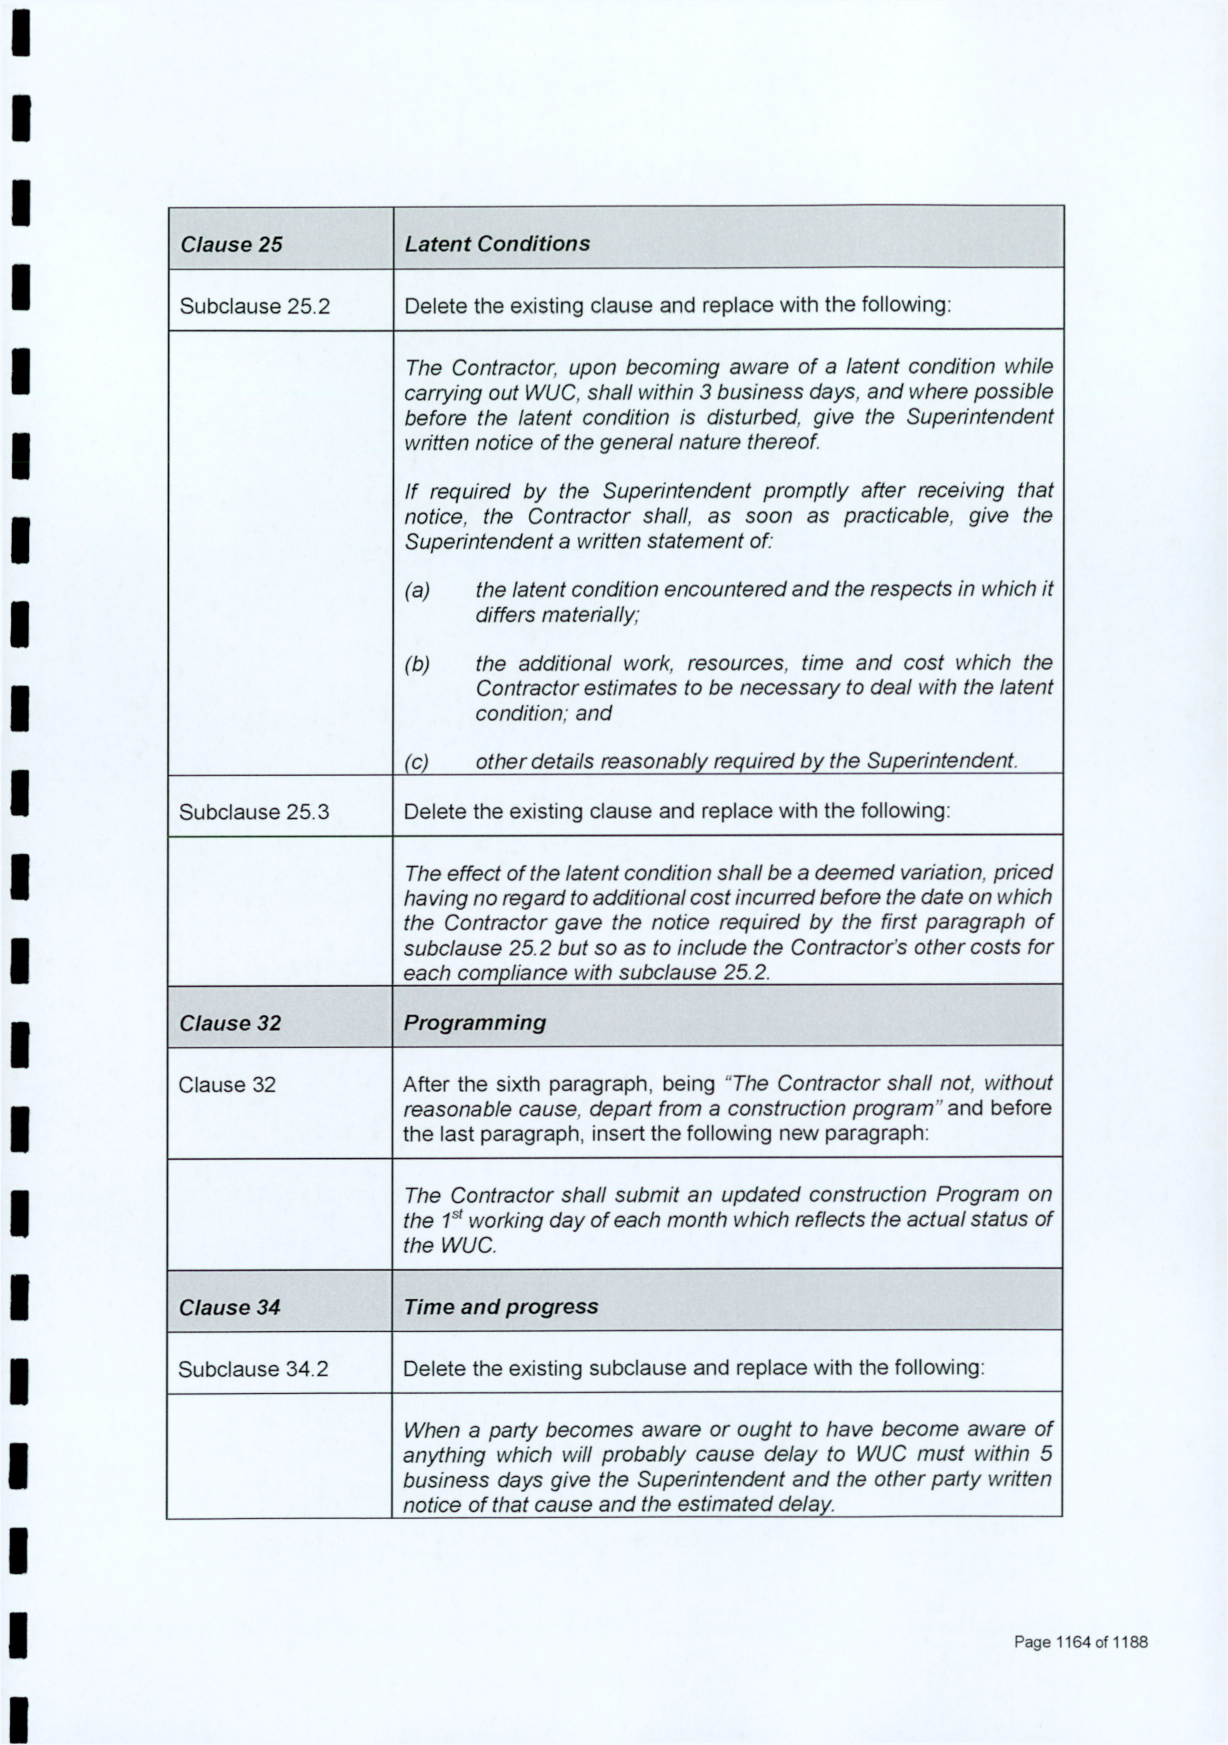 Clause 25 Latent Conditions
Subclause 25.2 Delete the existing clause and replace with the following:
The Contractor, upon becoming aware of a latent condition while
carrying out WUC, shall within 3 business days, and where possible
before the latent condition is disturbed, give the Superintendent
written notice of the general nature thereof.
If required by the Superintendent promptly after receiving that
notice, the Contractor shall, as soon as practicable, give the
Superintendent a written statement of:
(a) the latent condition encountered and the respects in which it
differs materially;
(b) the additional work, resources, time and cost which the
Contractor estimates to be necessary to deal with the latent
condition; and
(c) other details reasonably required by the Superintendent.
Subclause 25.3 Delete the existing clause and replace with the following:
The effect of the latent condition shall be a deemed variation, priced
having no regard to additional cost incurred before the date on which
the Contractor gave the notice required by the first paragraph of
subclause 25.2 but so as to include the Contractor's other costs for
each compliance with subclause 25.2.
Clause 32 Programming
Clause 32 After the sixth paragraph, being "The Contractor shall not, without
reasonable cause, depart from a construction program" and before
the last paragraph, insert the following new paragraph:
The Contractor shall submit an updated construction Program on
the 1st working day of each month which reflects the actual status of
the WUC.
Clause 34 Time and progress
Subclause 34.2 Delete the existing subclause and replace with the following:
When a party becomes aware or ought to have become aware of
anything which will probably cause delay to WUC must within 5
business days give the Superintendent and the other party written
notice of that cause and the estimated delay.
Page 1164 of 1188